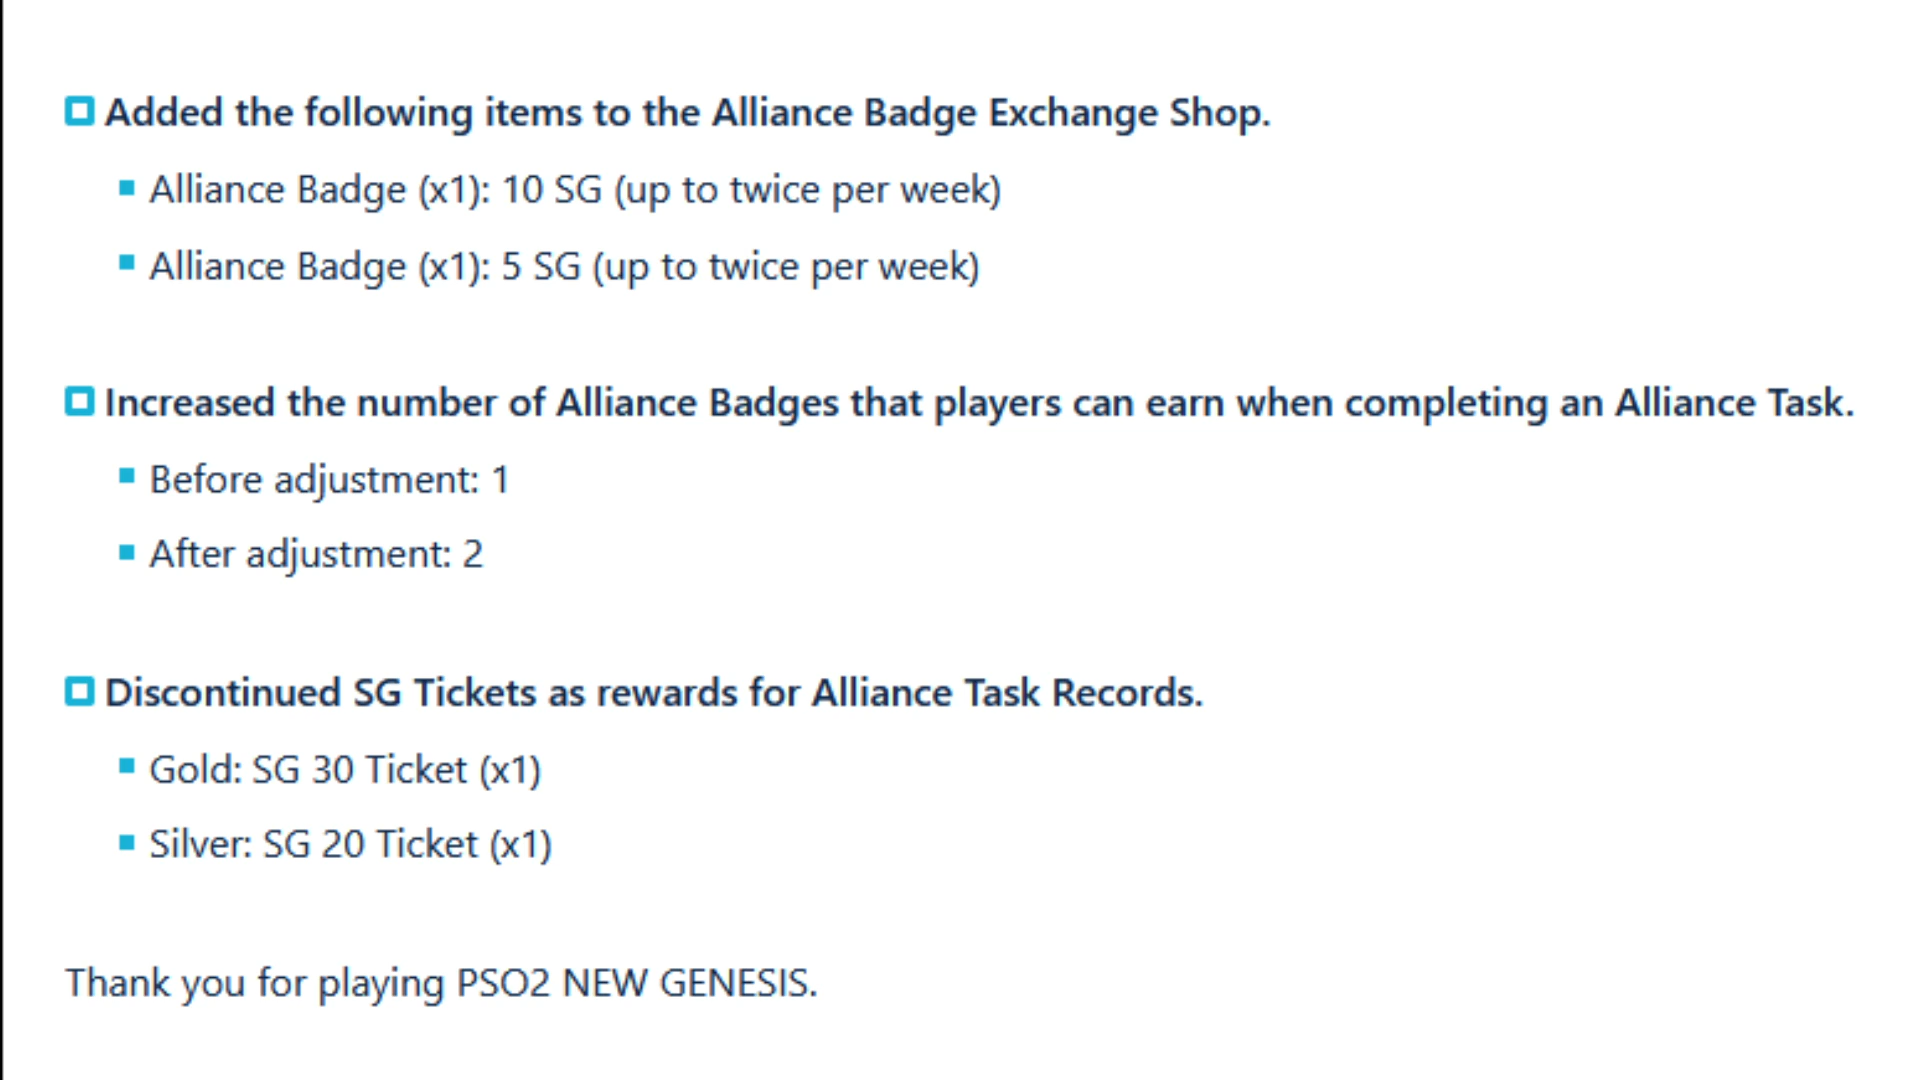 Added the following items to the Alliance Badge Exchange Shop.
Alliance Badge (x1): 10 SG (up to twice per week)
Alliance Badge (x1): 5 SG (up to twice per week)
Increased the number of Alliance Badges that players can earn when completing an Alliance Task.
Before adjustment: 1
After adjustment: 2
Discontinued SG Tickets as rewards for Alliance Task Records.
Gold: SG 30 Ticket (x1)
Silver: SG 20 Ticket (x1)
Thank you for playing PSO2 NEW GENESIS.